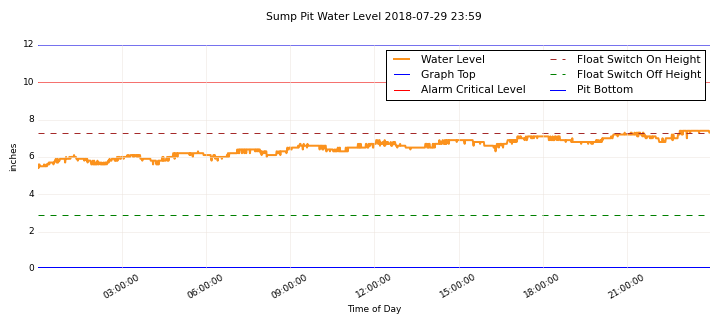 Sump Pit Water Level 2018-07-29 23:59
12
10
8
6
4
2
0
inches
Water Level
Graph Top
Alarm Critical Level
Float Switch On Height
Float Switch Off Height
Pit Bottom
03:00:00
06:00:00
09:00:00
12:00:00
15:00:00
18:00:00
21:00:00
Time of Day